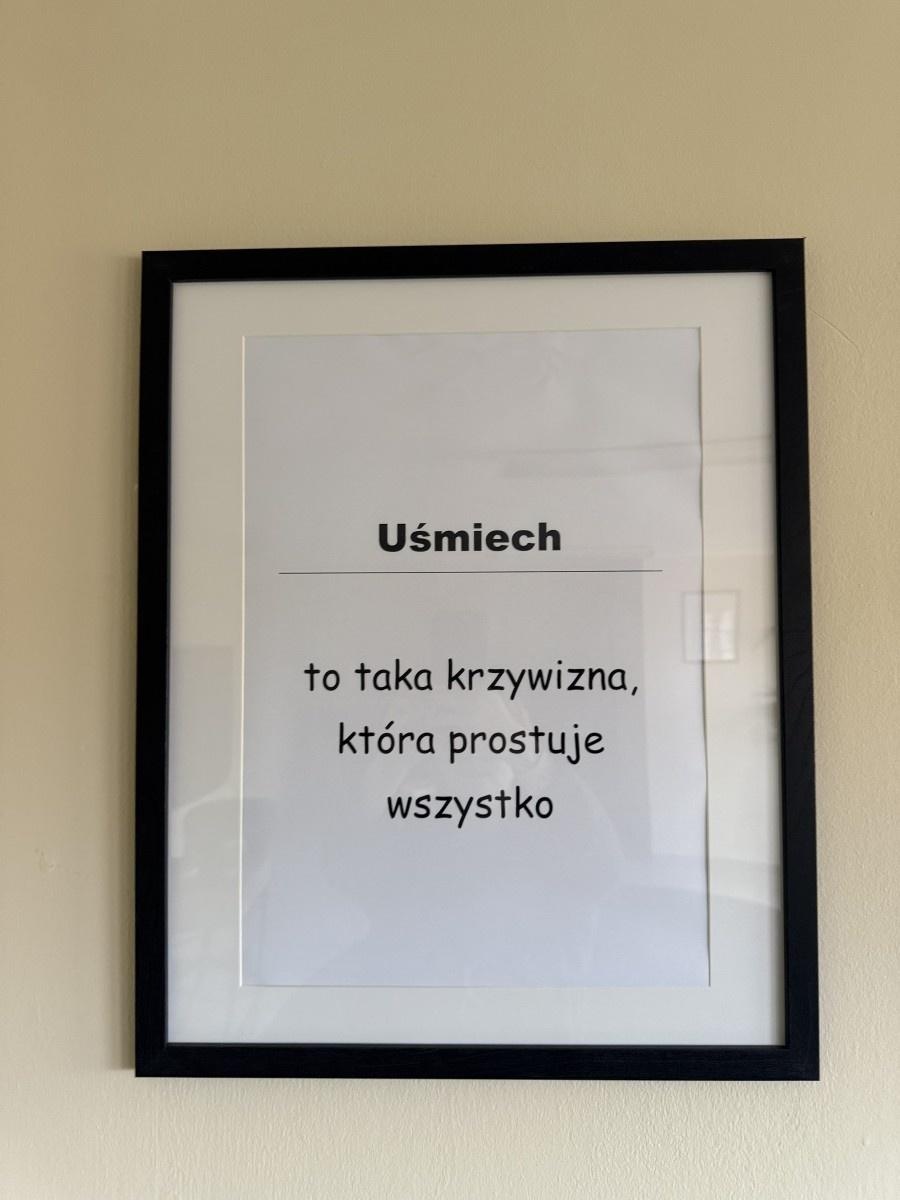 Uśmiech
to taka krzywizna,
która prostuje
wszystko